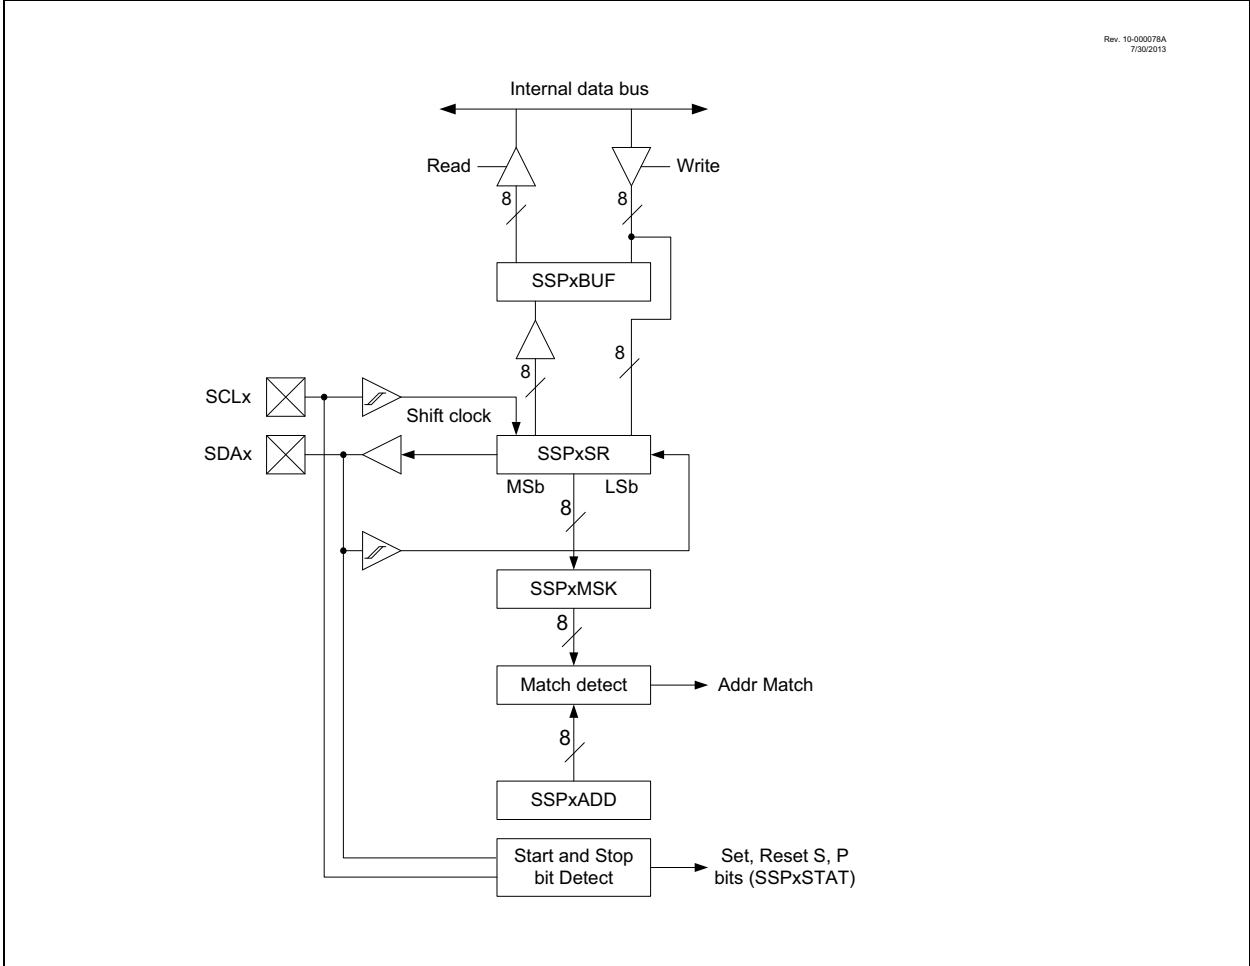 Rev. 10-000078A
7/30/2013
Internal data bus
Read
Write
8
8
SSPxBUF
8
8
SCLx
Shift clock
SDAx
SSPxSR
MSb
LSb
8
SSPxMSK
8
Match detect
Addr Match
8
SSPxADD
Start and Stop
bit Detect
Set, Reset S, P
bits (SSPxSTAT)